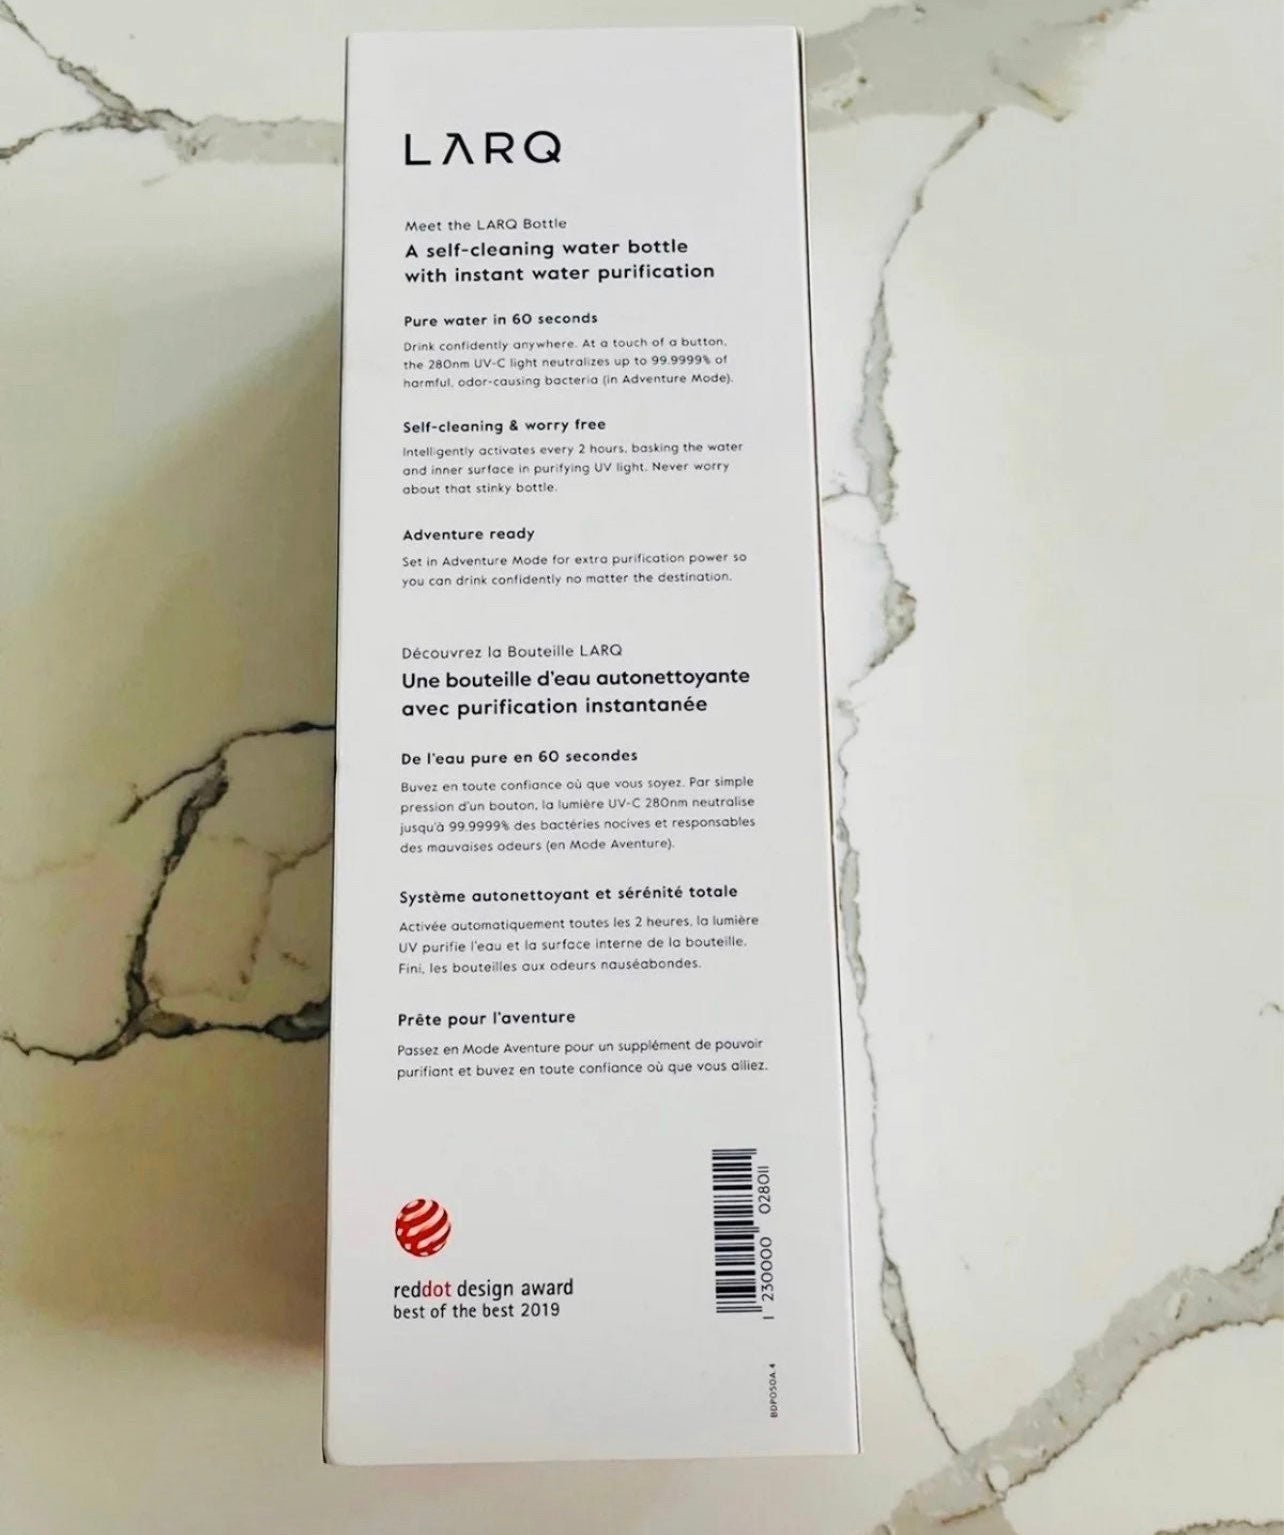 LARQ
Meet the LARQ Bottle
A self-cleaning water bottle
with instant water purification
Pure water in 60 seconds
Drink confidently anywhere. At a touch of a button,
the 280nm UV-C light neutralizes up to 99.9999% of
harmful, odor-causing bacteria (in Adventure Mode).
Self-cleaning & worry free
Intelligently activates every 2 hours, basking the water
and inner surface in purifying UV light. Never worry
about that stinky bottle.
Adventure ready
Set in Adventure Mode for extra purification power so
you can drink confidently no matter the destination.
Découvrez la Bouteille LARQ
Une bouteille d'eau autonettoyante
avec purification instantanée
De l'eau pure en 60 secondes
Buvez en toute confiance où que vous soyez. Par simple
pression d'un bouton, la lumière UV-C 280nm neutralise
jusqu'à 99.9999% des bactéries nocives et responsables
des mauvaises odeurs (en Mode Aventure).
Système autonettoyant et sérénité totale
Activée automatiquement toutes les 2 heures, la lumière
UV purifie l'eau et la surface interne de la bouteille.
Fini, les bouteilles aux odeurs nauséabondes.
Prête pour l'aventure
Passez en Mode Aventure pour un supplément de pouvoir
purifiant et buvez en toute confiance où que vous alliez.
reddot design award
best of the best 2019
1 230000 028011
BDPO50A.4